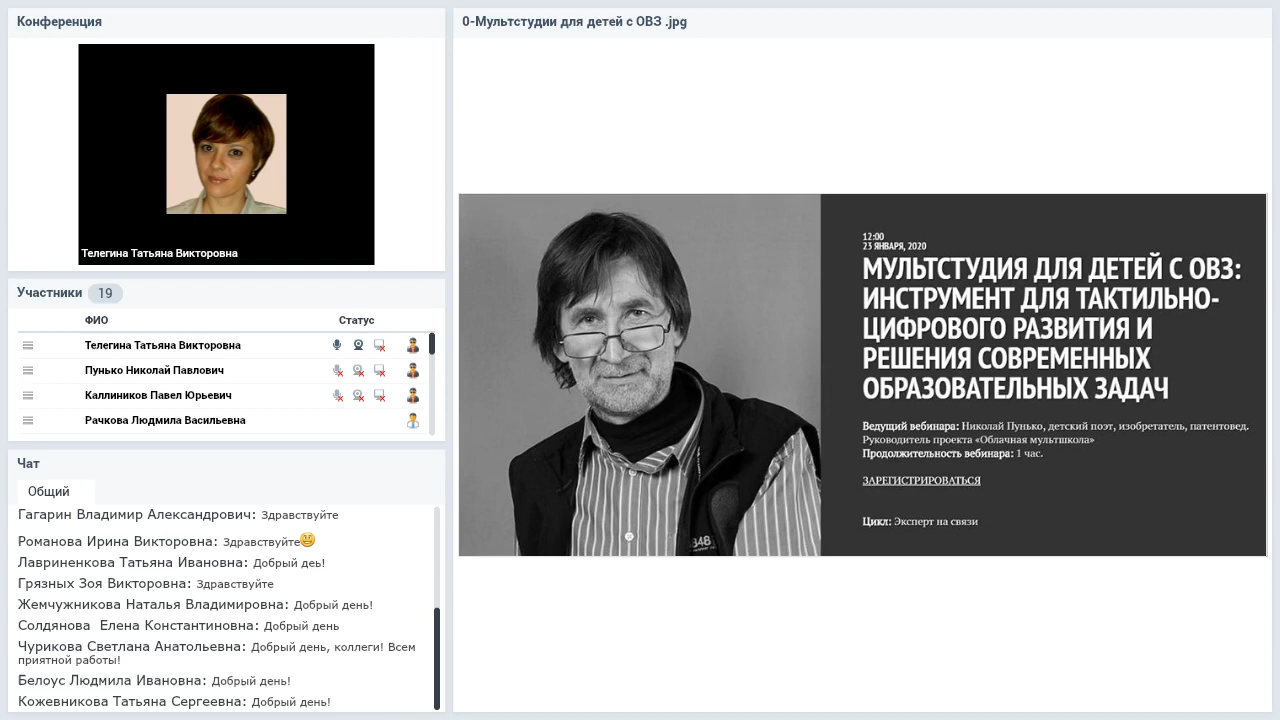 Конференция
Телегина Татьяна Викторовна
Участники 19
ФИО Статус
Телегина Татьяна Викторовна
Пунько Николай Павлович
Каллиников Павел Юрьевич
Рачкова Людмила Васильевна
Чат
Общий
Гагарин Владимир Александрович: Здравствуйте
Романова Ирина Викторовна: Здравствуйте
Лавриненкова Татьяна Ивановна: Добрый деь!
Грязных Зоя Викторовна: Здравствуйте
Жемчужникова Наталья Владимировна: Добрый день!
Солдянова Елена Константиновна: Добрый день
Чурикова Светлана Анатольевна: Добрый день, коллеги! Всем
приятной работы!
Белоус Людмила Ивановна: Добрый день!
Кожевникова Татьяна Сергеевна: Добрый день!
0-Мультстудии для детей с ОВЗ .jpg
12:00
23 ЯНВАРЯ, 2020
МУЛЬТСТУДИЯ ДЛЯ ДЕТЕЙ С ОВЗ:
ИНСТРУМЕНТ ДЛЯ ТАКТИЛЬНО-
ЦИФРОВОГО РАЗВИТИЯ И
РЕШЕНИЯ СОВРЕМЕННЫХ
ОБРАЗОВАТЕЛЬНЫХ ЗАДАЧ
Ведущий вебинара: Николай Пунько, детский поэт, изобретатель, патентовед.
Руководитель проекта «Облачная мультшкола»
Продолжительность вебинара: 1 час.
ЗАРЕГИСТРИРОВАТЬСЯ
Цикл: Эксперт на связи
848